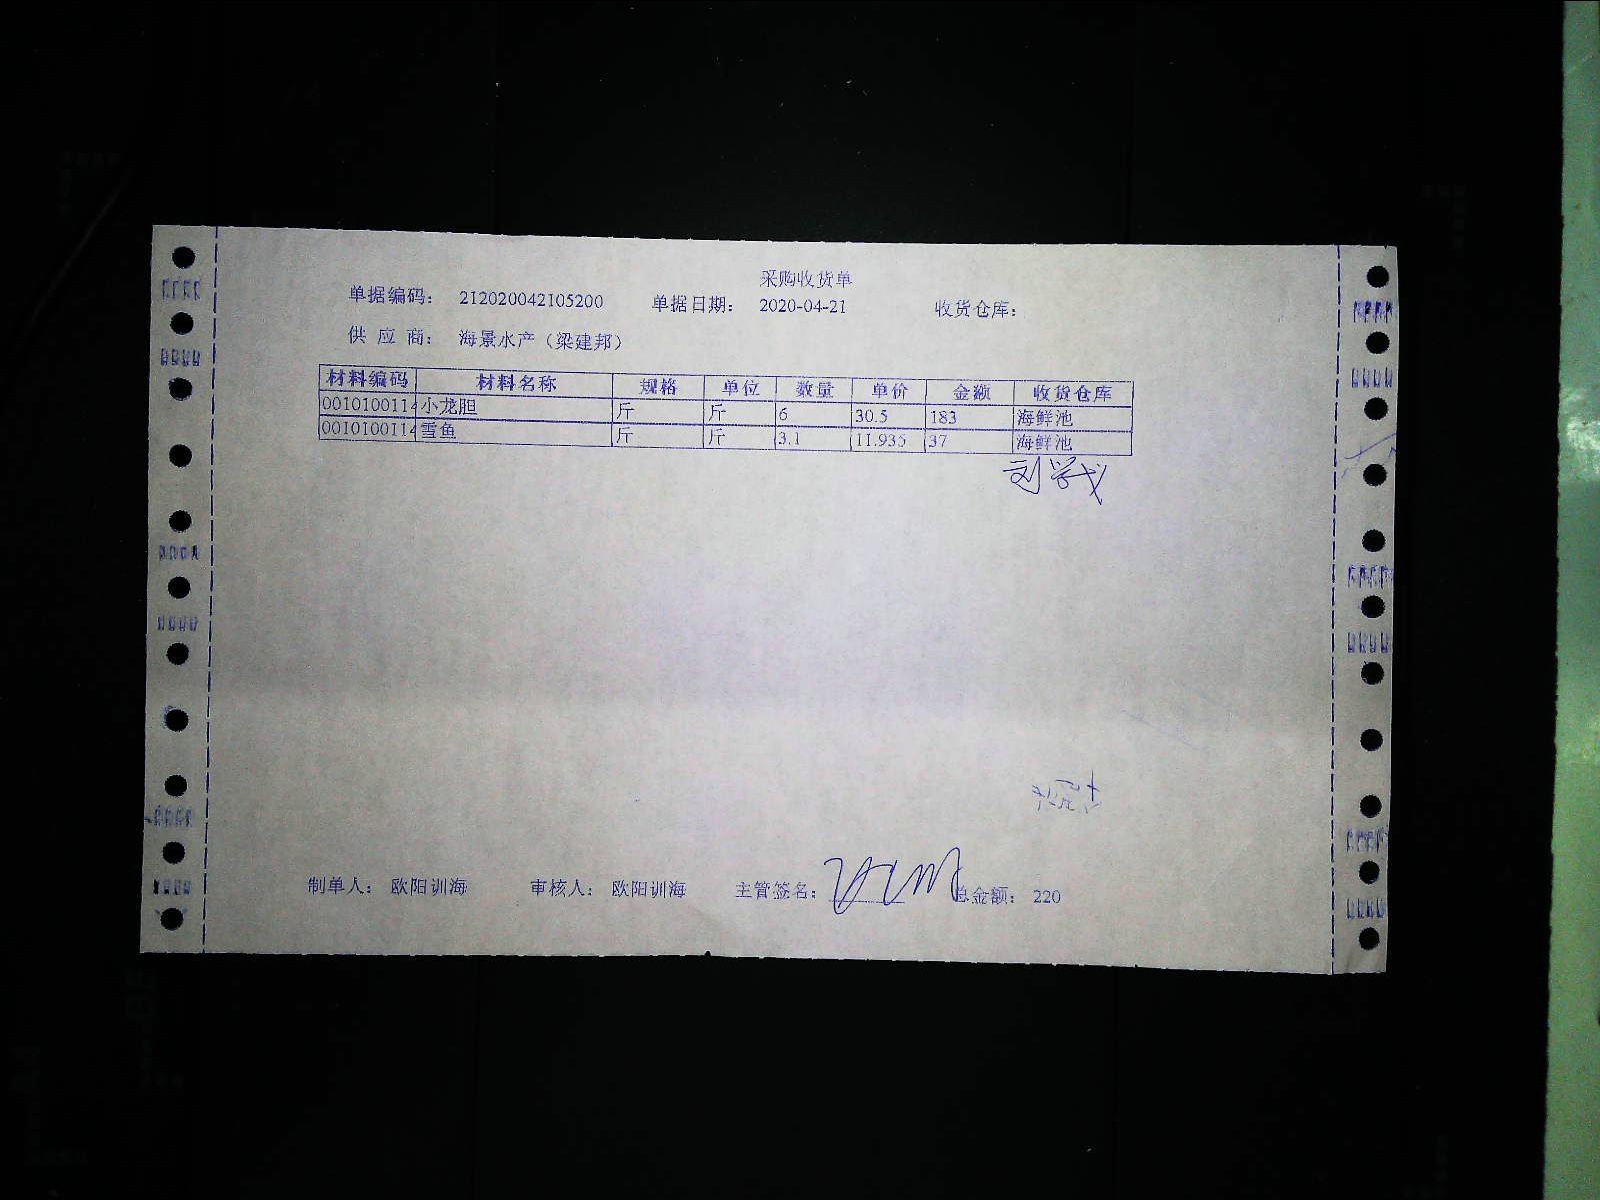 采购收货单
单据编码： 212020042105200 单据日期： 2020-04-21 收货仓库：
供 应 商： 海景水产（梁建邦）
材料编码 材料名称 规格 单位 数量 单价 金额 收货仓库
0010100114 小龙胆 斤 斤 6 30.5 183 海鲜池
0010100114 雪鱼 斤 斤 3.1 11.935 37 海鲜池
制单人： 欧阳训海 审核人： 欧阳训海 主管签名： 总金额： 220